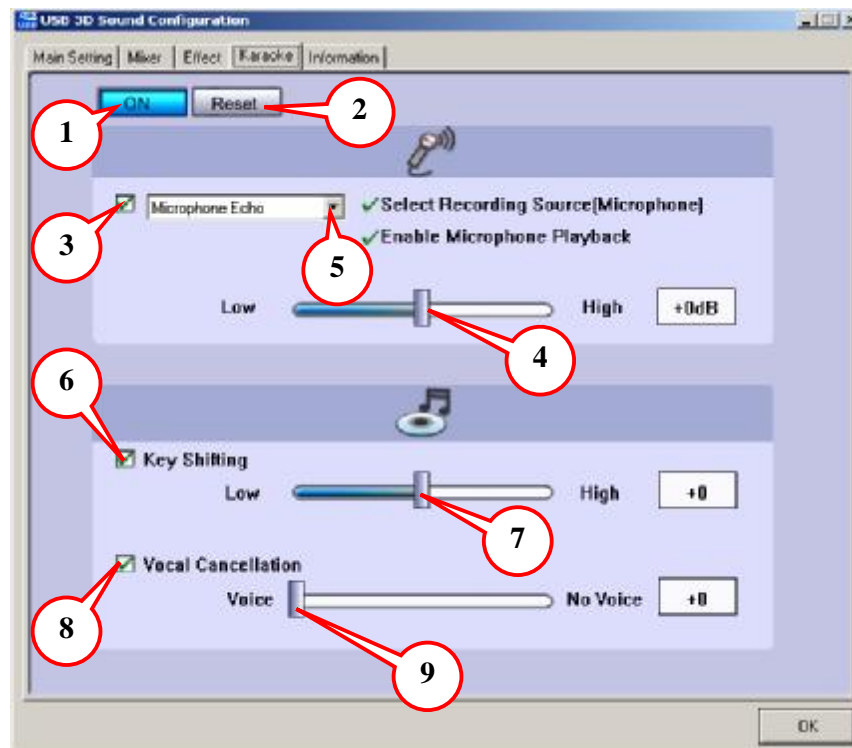 USB 3D Sound Configuration
Main Setting Mixer Effect Karaoke Information
ON Reset
1
2
Microphone Echo
Select Recording Source(Microphone)
Enable Microphone Playback
3
5
Low High +0dB
4
6
Key Shifting
Low High +0
7
Vocal Cancellation
Voice No Voice +0
8
9
OK